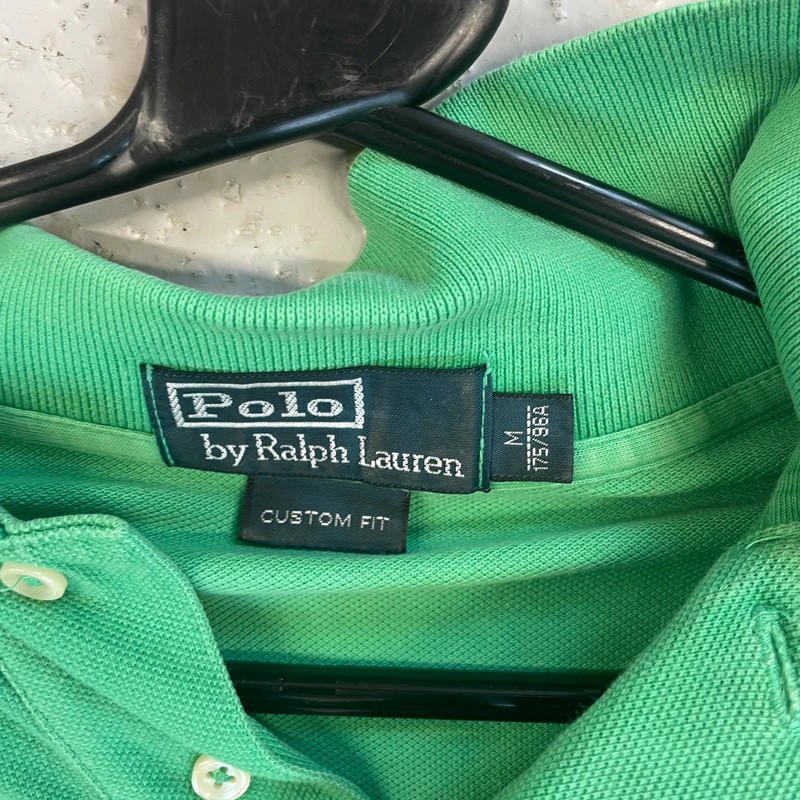 Polo
by Ralph Lauren
M
175/96A
CUSTOM FIT